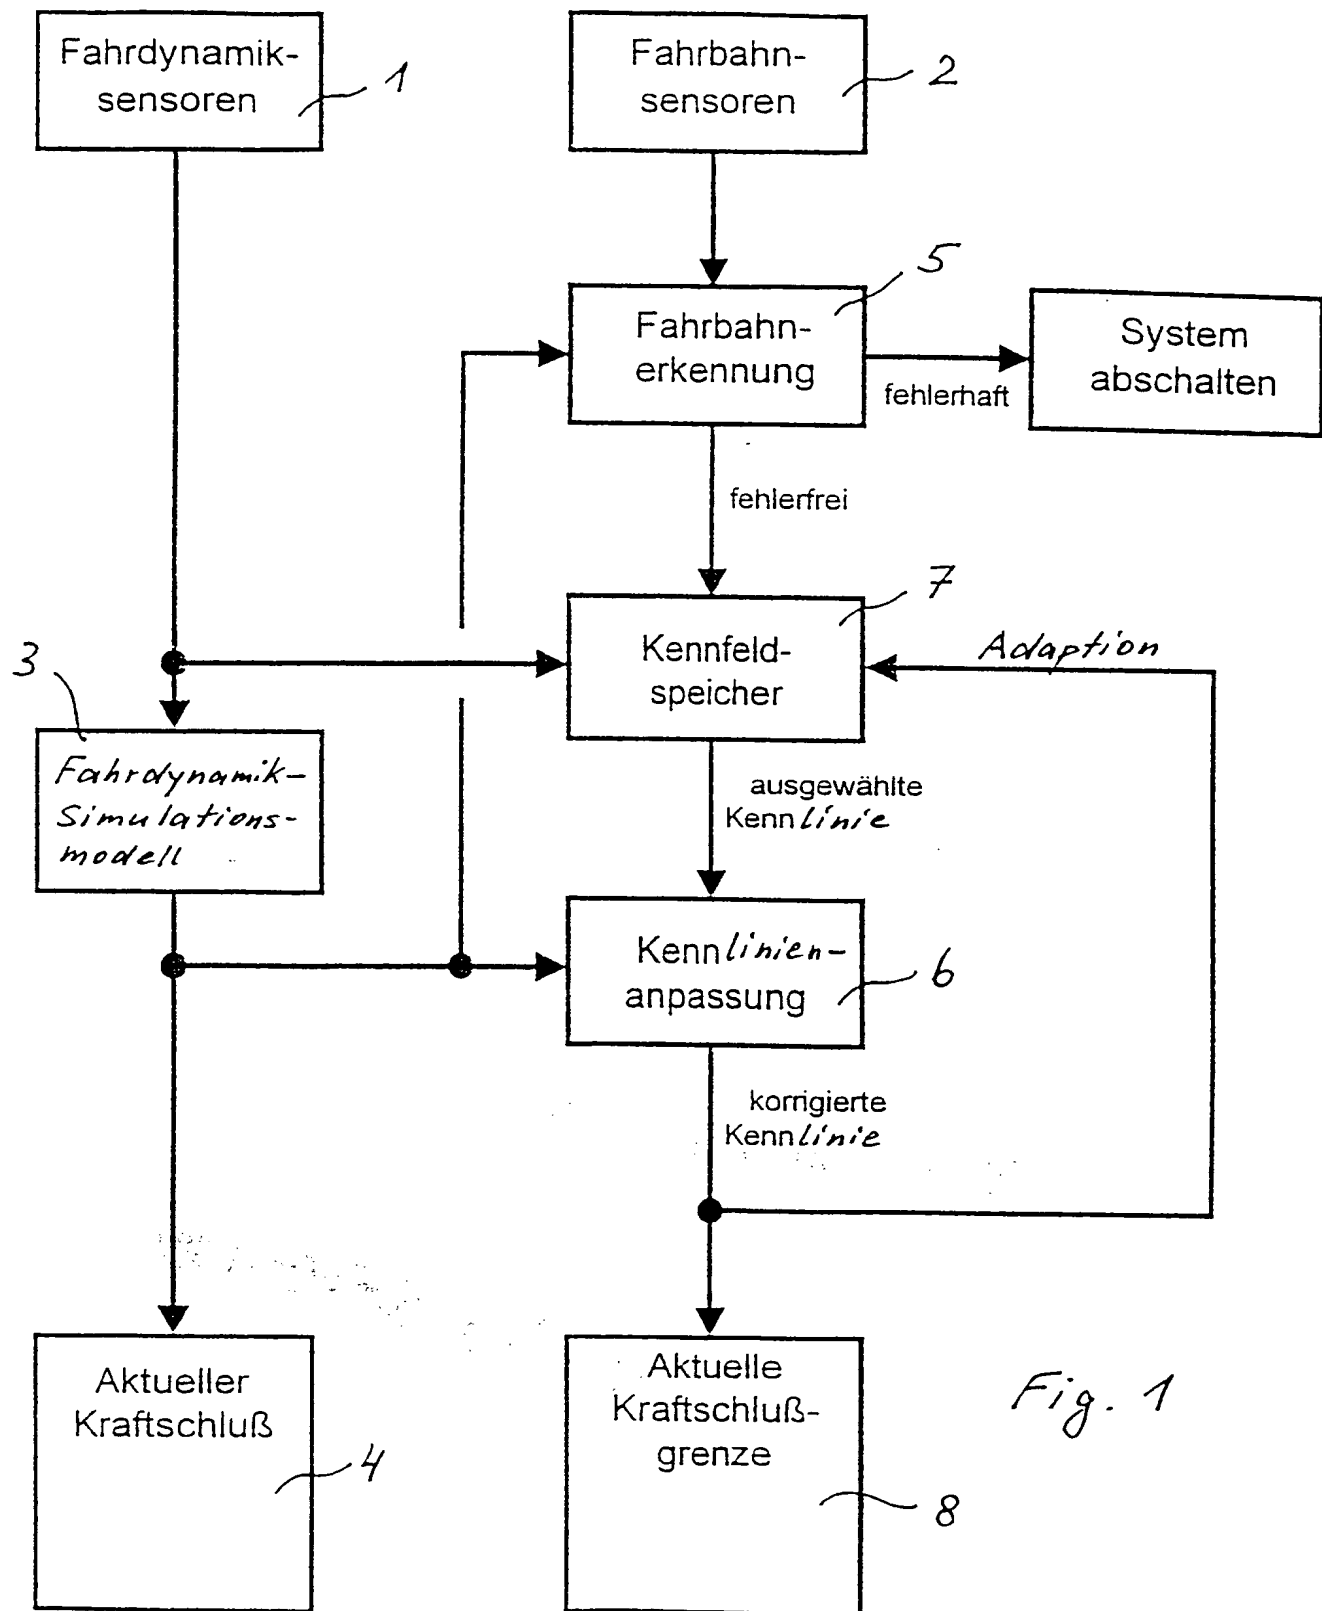 Fahrdynamik-
sensoren
1
Fahrbahn-
sensoren
2
5
Fahrbahn-
erkennung
System
abschalten
fehlerhaft
fehlerfrei
7
Kennfeld-
speicher
Adaption
3
Fahrdynamik-
Simulations-
modell
ausgewählte
Kennlinie
Kennlinien-
anpassung
6
korrigierte
Kennlinie
Aktueller
Kraftschluß
4
Aktuelle
Kraftschluß-
grenze
8
Fig. 1